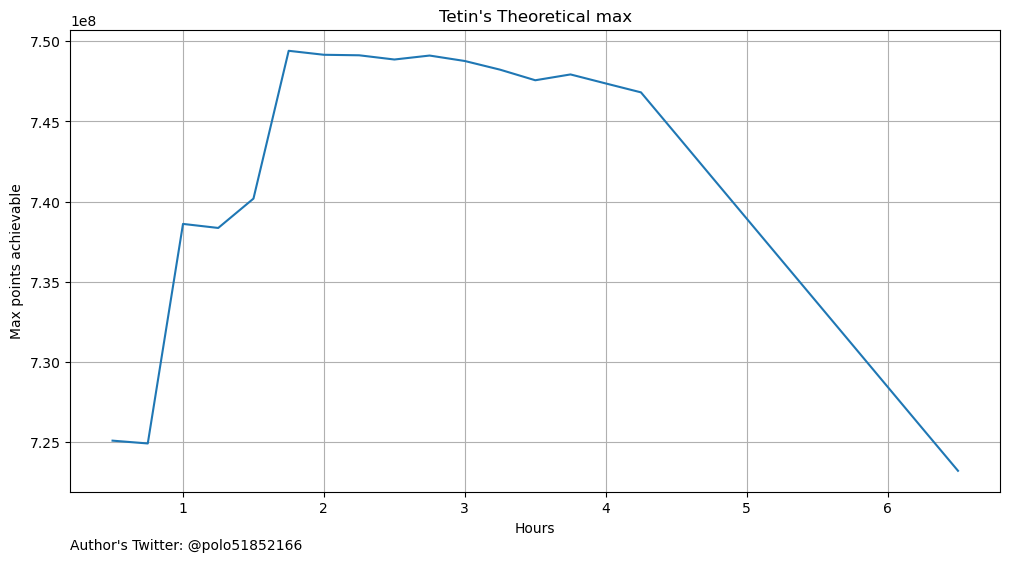 Tetin's Theoretical max
1e8
7.50
7.45
7.40
7.35
7.30
7.25
Max points achievable
1 2 3 4 5 6
Hours
Author's Twitter: @polo51852166